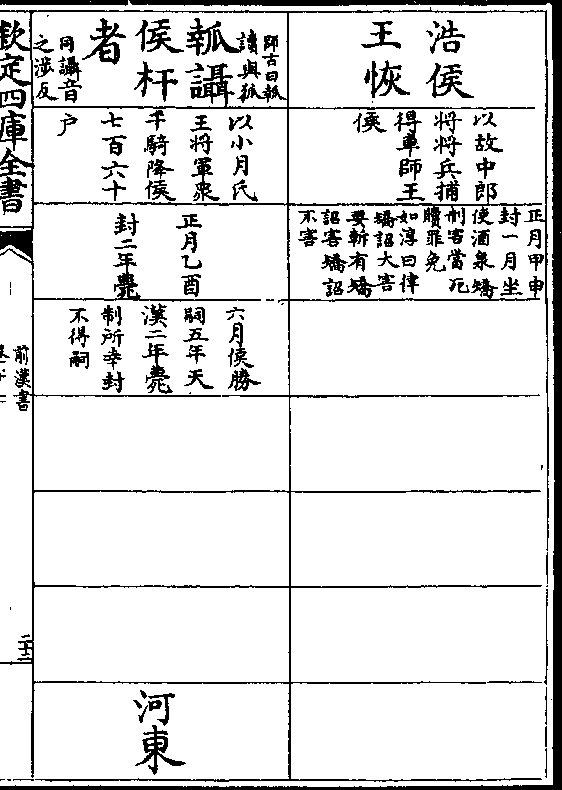 浩侯
王恢
以故中郎
將將兵捕
得車師王
侯
正月甲申
封一月坐
使酒泉矯
制害當死
贖罪免
如淳曰律
矯詔大害
要斬有矯
詔害矯詔
不害
瓡讘
侯杆
者
師古曰瓡
讀與狐
同讘音
之涉反
以小月氏
王將軍衆
千騎降侯
七百六十
户
正月乙酉
封二年薨
六月侯勝
嗣五年天
漢二年薨
制所幸封
不得嗣
河東
欽定四庫全書
前漢書
二十二